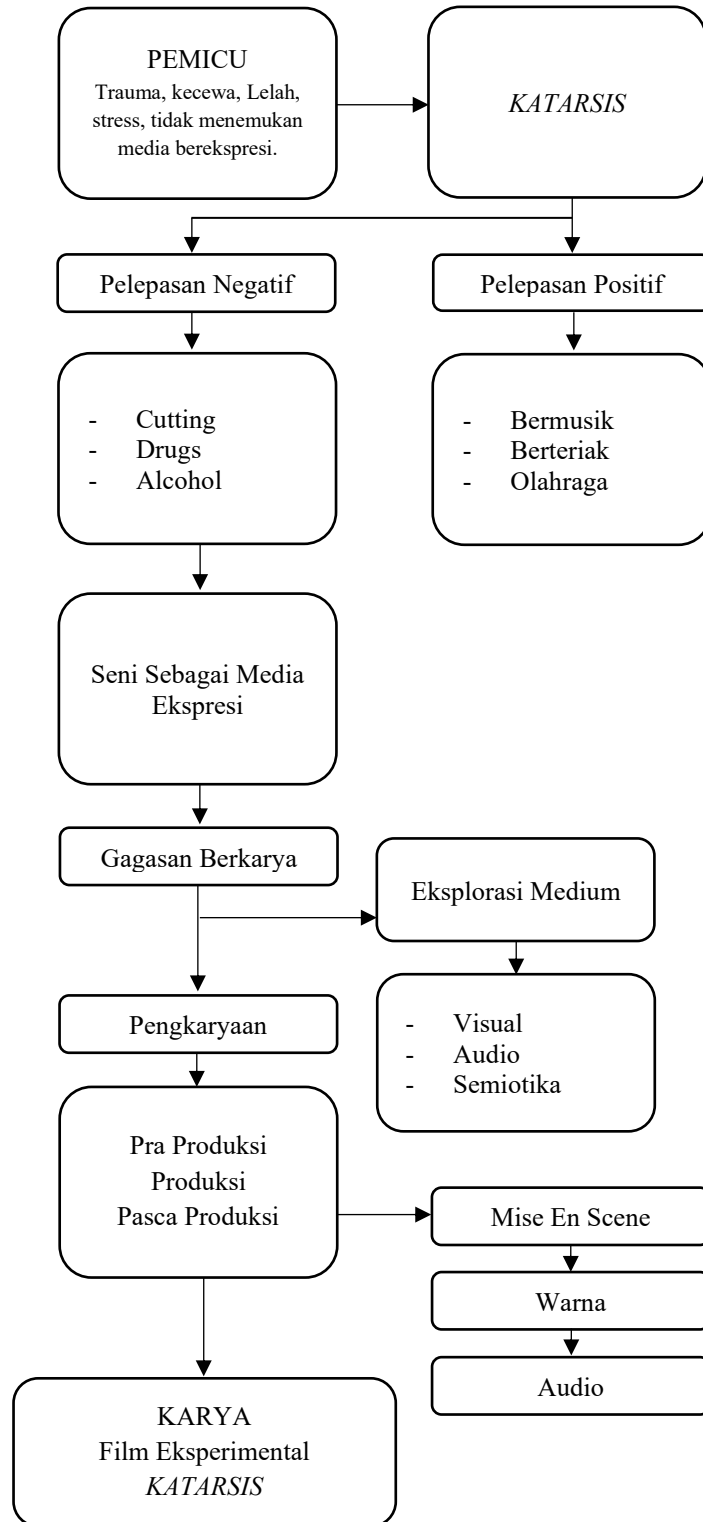 PEMICU
Trauma, kecewa, Lelah,
stress, tidak menemukan
media berekspresi.
KATARSIS
Pelepasan Negatif
Pelepasan Positif
- Cutting
- Drugs
- Alcohol
- Bermusik
- Berteriak
- Olahraga
Seni Sebagai Media
Ekspresi
Gagasan Berkarya
Eksplorasi Medium
- Visual
- Audio
- Semiotika
Pengkaryaan
Pra Produksi
Produksi
Pasca Produksi
Mise En Scene
Warna
Audio
KARYA
Film Eksperimental
KATARSIS